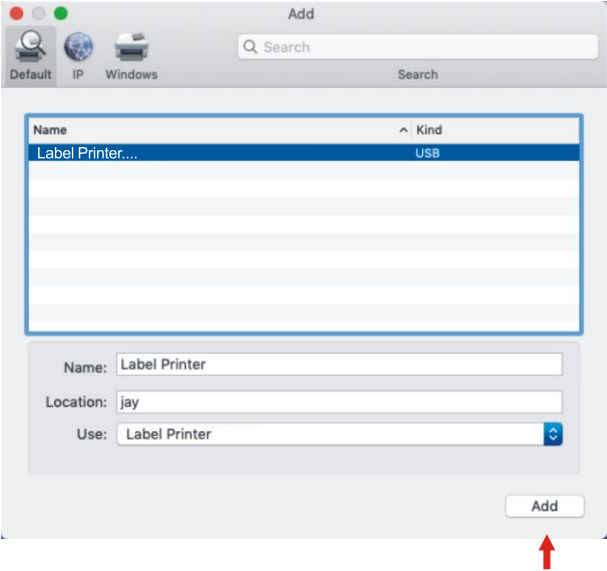 Add
Default IP Windows
Search
Search
Name Kind
Label Printer.... USB
Name: Label Printer
Location: jay
Use: Label Printer
Add